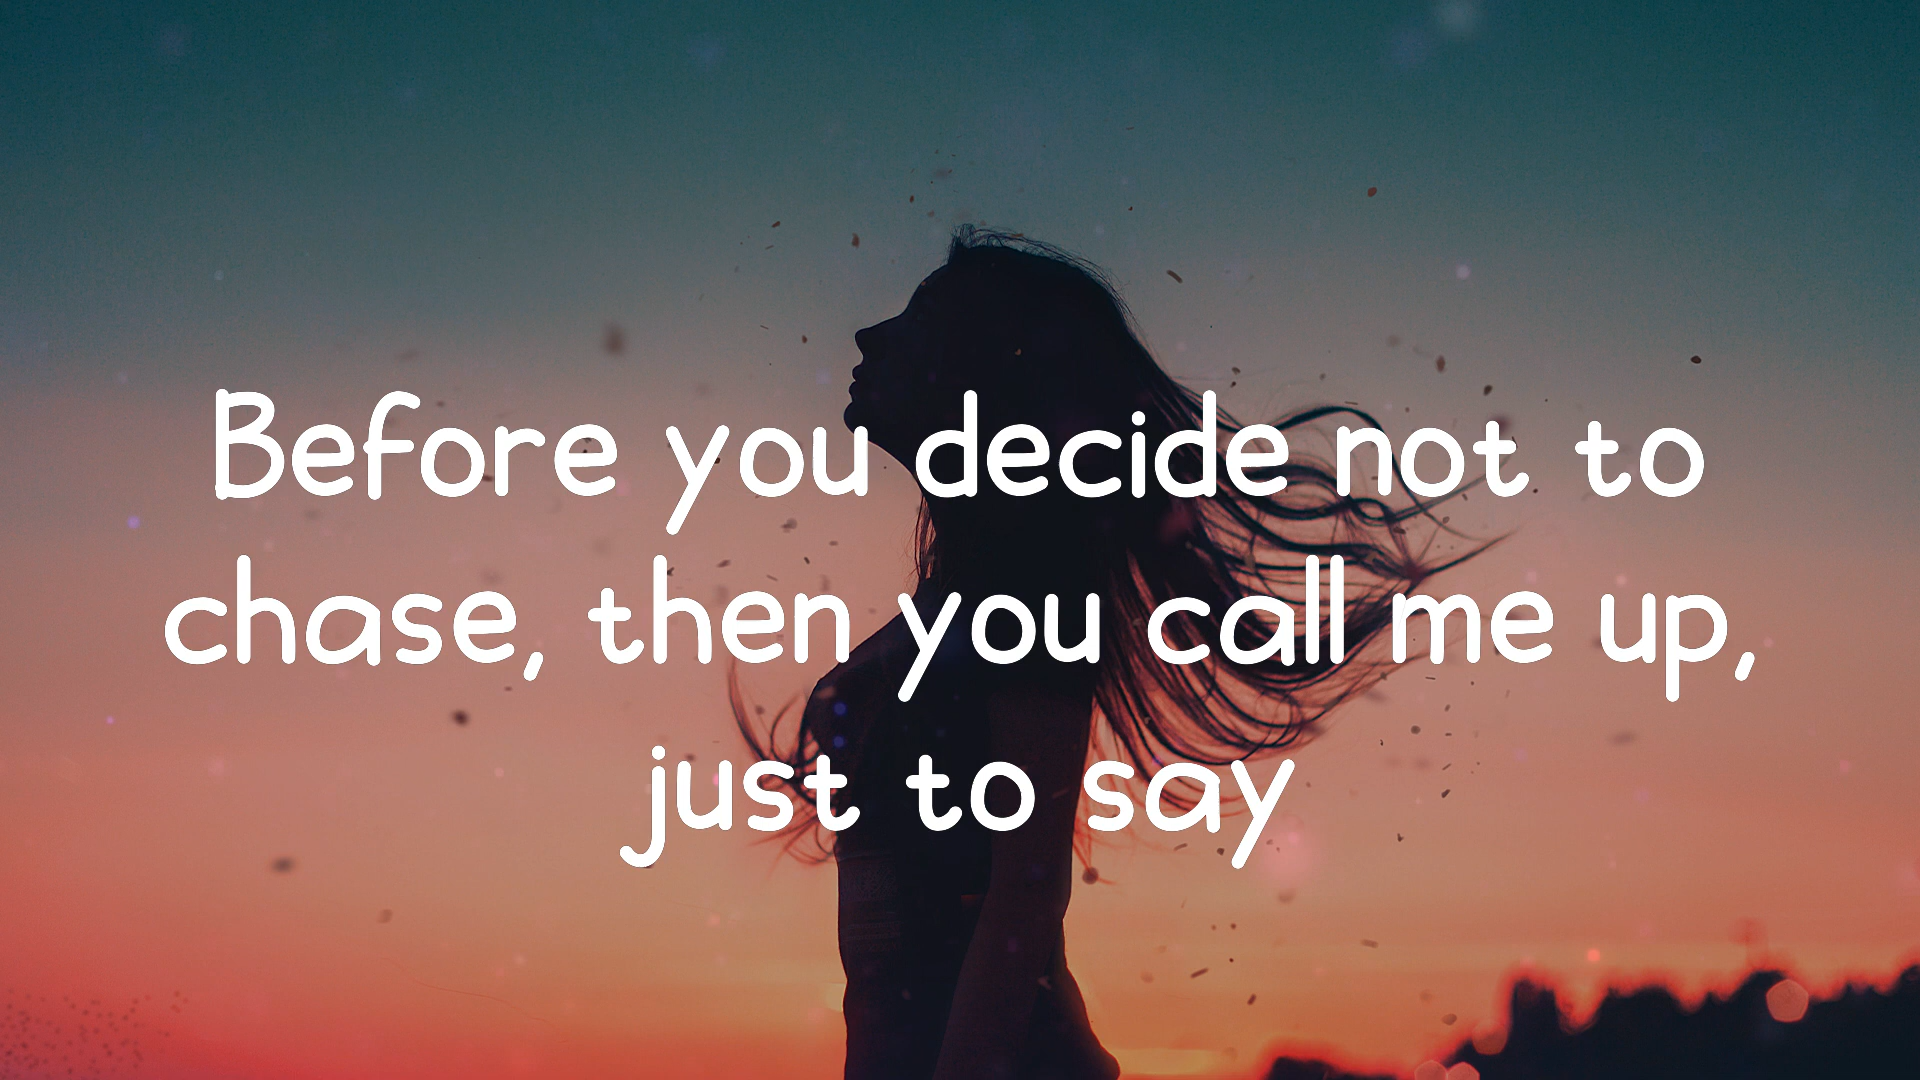 Before you decide not to
chase, then you call me up,
just to say